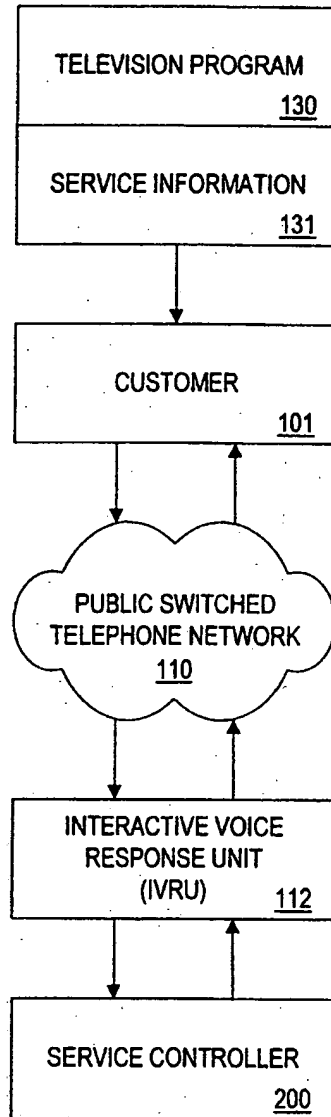 TELEVISION PROGRAM
130
SERVICE INFORMATION
131
CUSTOMER
101
PUBLIC SWITCHED
TELEPHONE NETWORK
110
INTERACTIVE VOICE
RESPONSE UNIT
(IVRU)
112
SERVICE CONTROLLER
200